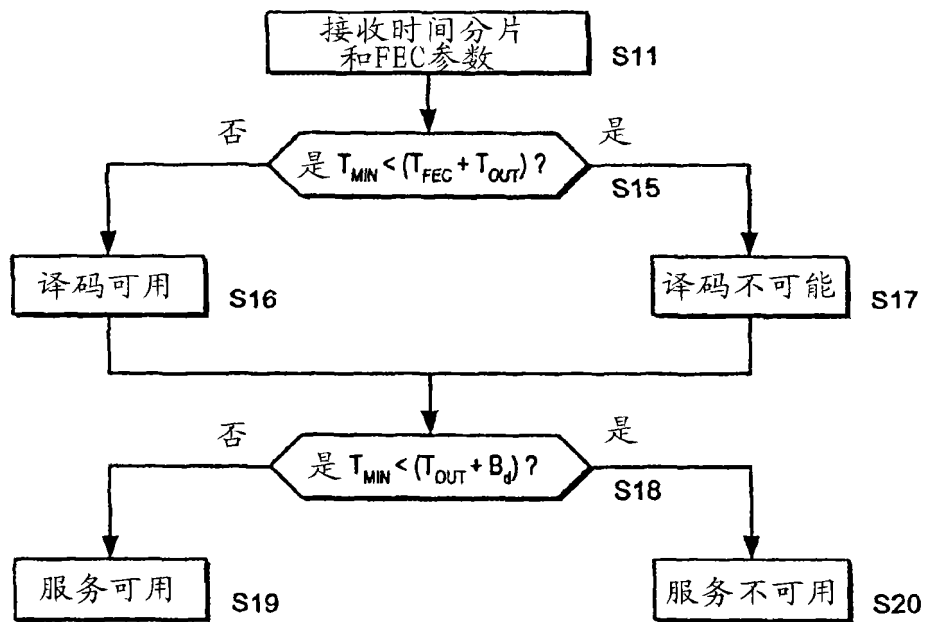 接收时间分片
和FEC参数
S11
否
是
是 T_MIN < (T_FEC + T_OUT) ?
S15
译码可用
S16
译码不可能
S17
否
是
是 T_MIN < (T_OUT + B_d) ?
S18
服务可用
S19
服务不可用
S20